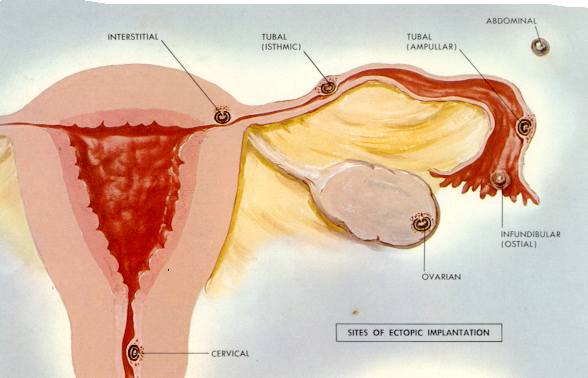 ABDOMINAL
INTERSTITIAL
TUBAL
(ISTHMIC)
TUBAL
(AMPULLAR)
INFUNDIBULAR
(OSTIAL)
OVARIAN
SITES OF ECTOPIC IMPLANTATION
CERVICAL